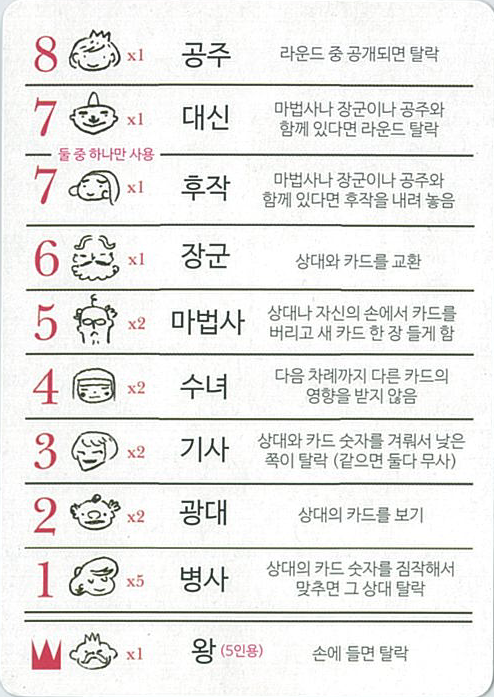 8 x1 공주 라운드 중 공개되면 탈락
7 x1 대신 마법사나 장군이나 공주와
함께 있다면 라운드 탈락
둘 중 하나만 사용
7 x1 후작 마법사나 장군이나 공주와
함께 있다면 후작을 내려 놓음
6 x1 장군 상대와 카드를 교환
5 x2 마법사 상대나 자신의 손에서 카드를
버리고 새 카드 한 장 들게 함
4 x2 수녀 다음 차례까지 다른 카드의
영향을 받지 않음
3 x2 기사 상대와 카드 숫자를 겨뤄서 낮은
쪽이 탈락 (같으면 둘다 무사)
2 x2 광대 상대의 카드를 보기
1 x5 병사 상대의 카드 숫자를 짐작해서
맞추면 그 상대 탈락
x1 왕 (5인용) 손에 들면 탈락